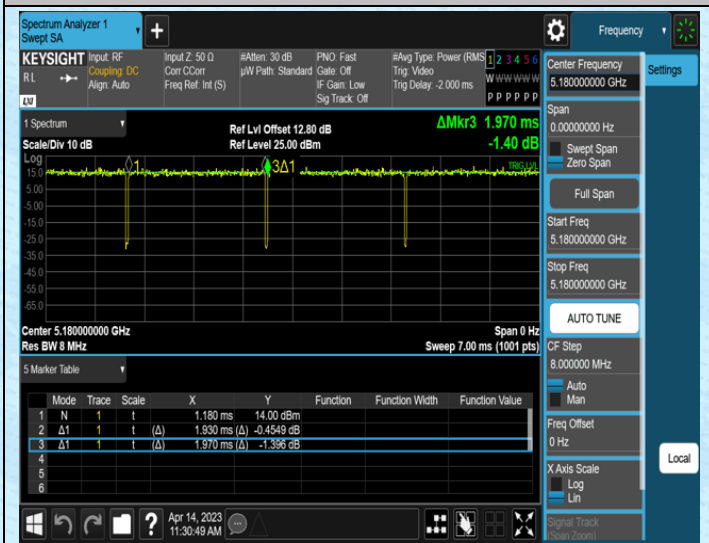 Spectrum Analyzer 1
Swept SA
+
Frequency
KEYSIGHT
RL
LXI
Input: RF
Coupling: DC
Align: Auto
Input Z: 50 Ω
Corr CCorr
Freq Ref: Int (S)
#Atten: 30 dB
µW Path: Standard
PNO: Fast
Gate: Off
IF Gain: Low
Sig Track: Off
#Avg Type: Power (RMS
Trig: Video
Trig Delay: -2.000 ms
1 2 3 4 5 6
W W W W W W
P P P P P P
1 Spectrum
Scale/Div 10 dB
Ref Lvl Offset 12.80 dB
Ref Level 25.00 dBm
ΔMkr3 1.970 ms
-1.40 dB
Log
15.0
5.00
-5.00
-15.0
-25.0
-35.0
-45.0
-55.0
-65.0
1
3Δ1
TRIG LVL
Center 5.180000000 GHz
Res BW 8 MHz
Span 0 Hz
Sweep 7.00 ms (1001 pts)
5 Marker Table
Mode Trace Scale X Y Function Function Width Function Value
1 N 1 t 1.180 ms 14.00 dBm
2 Δ1 1 t (Δ) 1.930 ms (Δ) -0.4549 dB
3 Δ1 1 t (Δ) 1.970 ms (Δ) -1.396 dB
4
5
6
?
Apr 14, 2023
11:30:49 AM
Center Frequency
5.180000000 GHz
Span
0.00000000 Hz
Swept Span
Zero Span
Full Span
Start Freq
5.180000000 GHz
Stop Freq
5.180000000 GHz
AUTO TUNE
CF Step
8.000000 MHz
Auto
Man
Freq Offset
0 Hz
X Axis Scale
Log
Lin
Signal Track
(Span Zoom)
Settings
Local